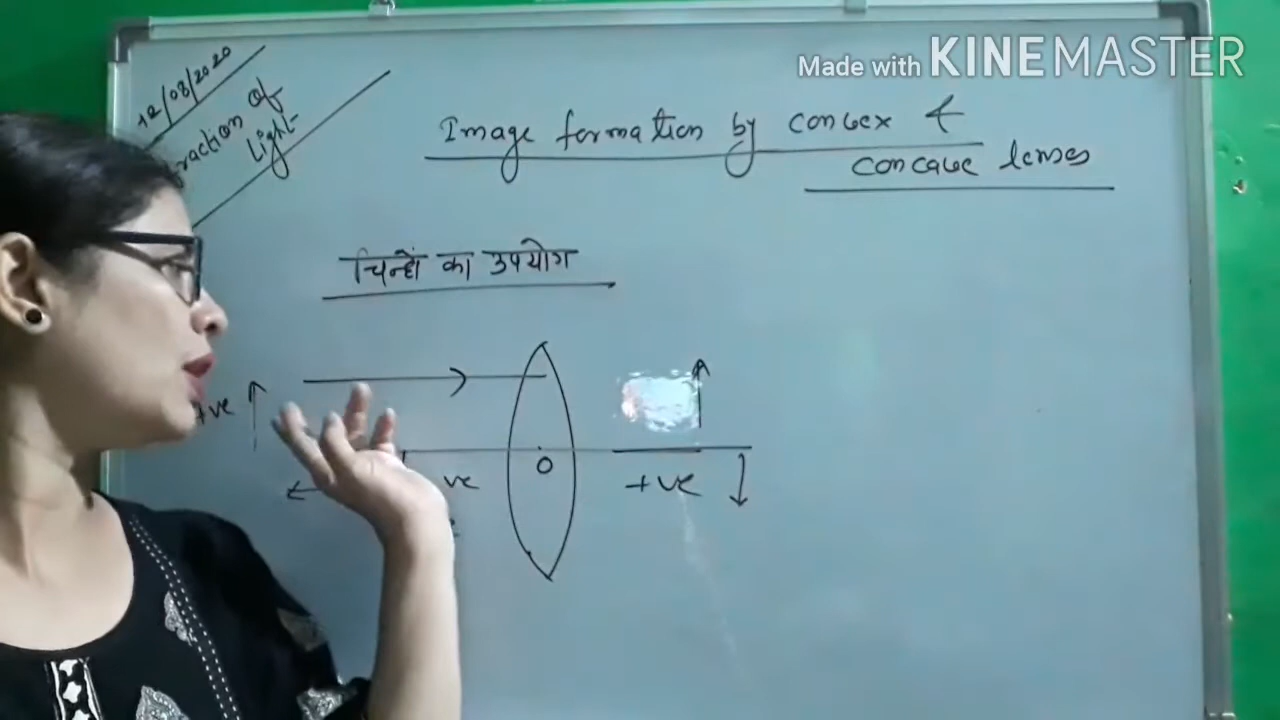 Made with KINEMASTER
12/08/2020
raction of
Light
Image formation by convex &
concave lenses
चिन्हों का उपयोग
+ve
ve
O
+ve